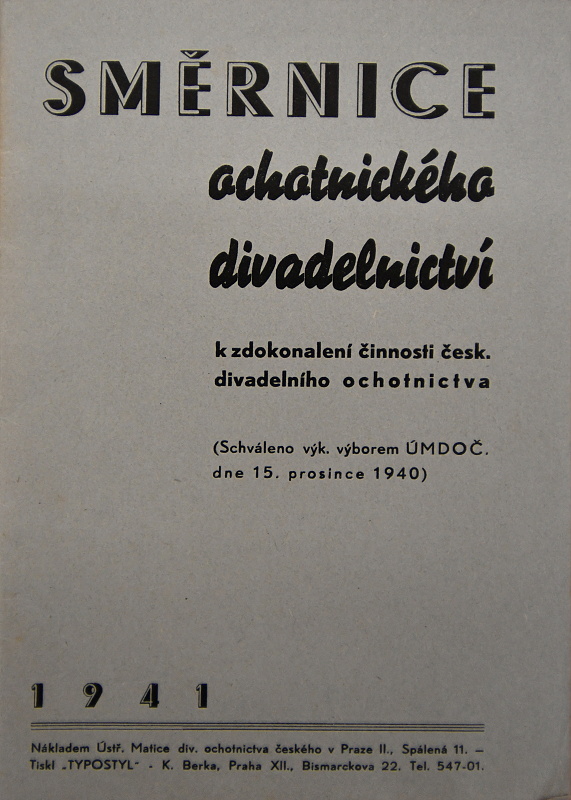 SMĚRNICE
ochotnického
divadelnictví
k zdokonalení činnosti česk.
divadelního ochotnictva
(Schváleno výk. výborem ÚMDOČ.
dne 15. prosince 1940)
1941
Nákladem Ústř. Matice div. ochotnictva českého v Praze II., Spálená 11. –
Tiskl „TYPOSTYL" - K. Berka, Praha XII., Bismarckova 22. Tel. 547-01.